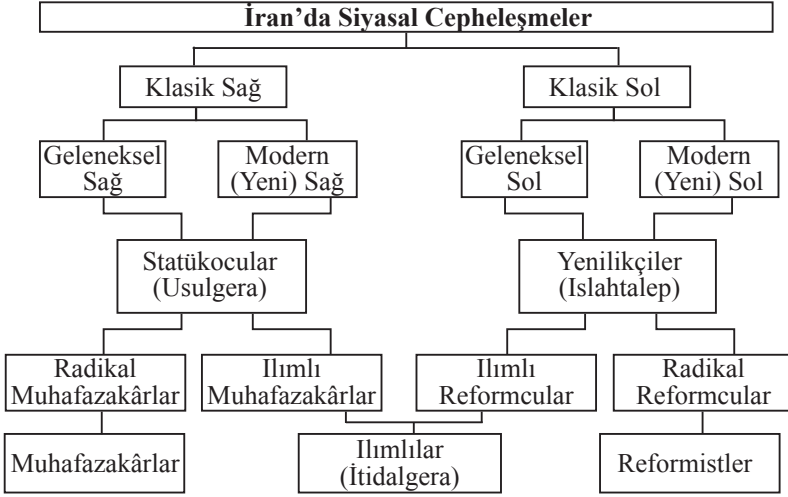 İran’da Siyasal Cepheleşmeler
Klasik Sağ
Klasik Sol
Geleneksel
Sağ
Modern
(Yeni) Sağ
Geleneksel
Sol
Modern
(Yeni) Sol
Statükocular
(Usulgera)
Yenilikçiler
(Islahtalep)
Radikal
Muhafazakârlar
Ilımlı
Muhafazakârlar
Ilımlı
Reformcular
Radikal
Reformcular
Muhafazakârlar
Ilımlılar
(İtidalgera)
Reformistler